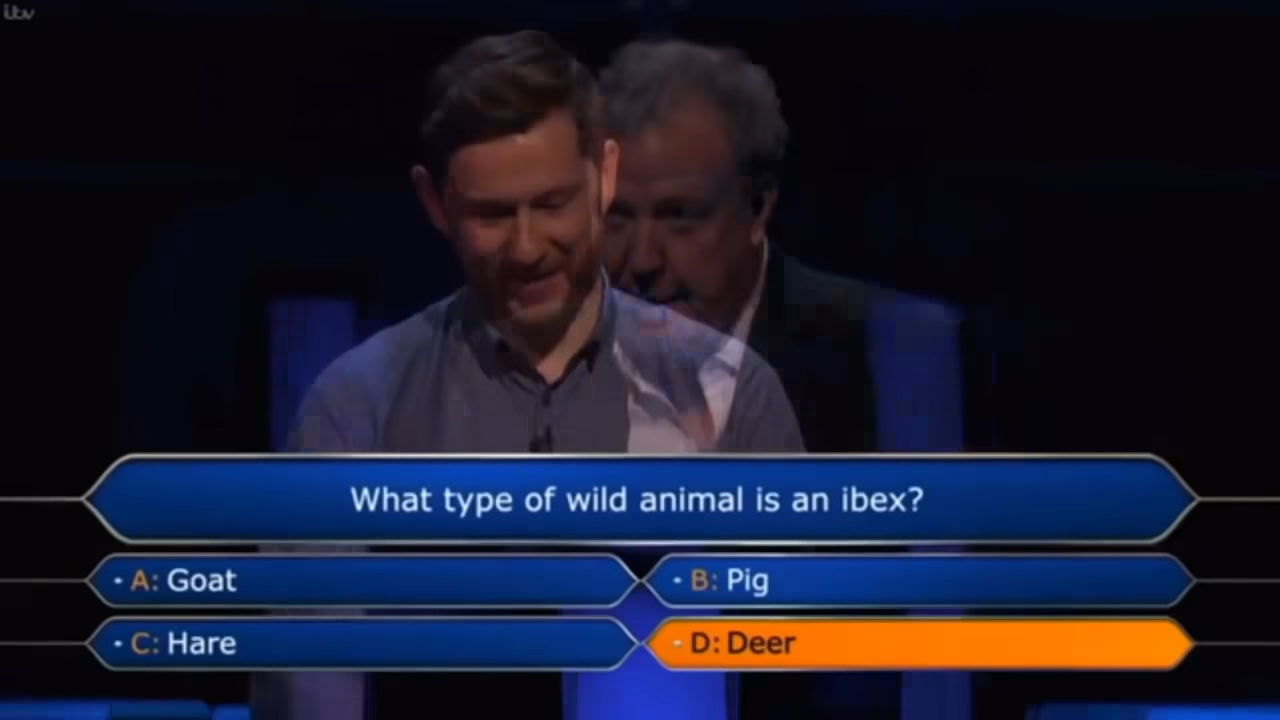 itv
What type of wild animal is an ibex?
· A: Goat
· B: Pig
· C: Hare
· D: Deer